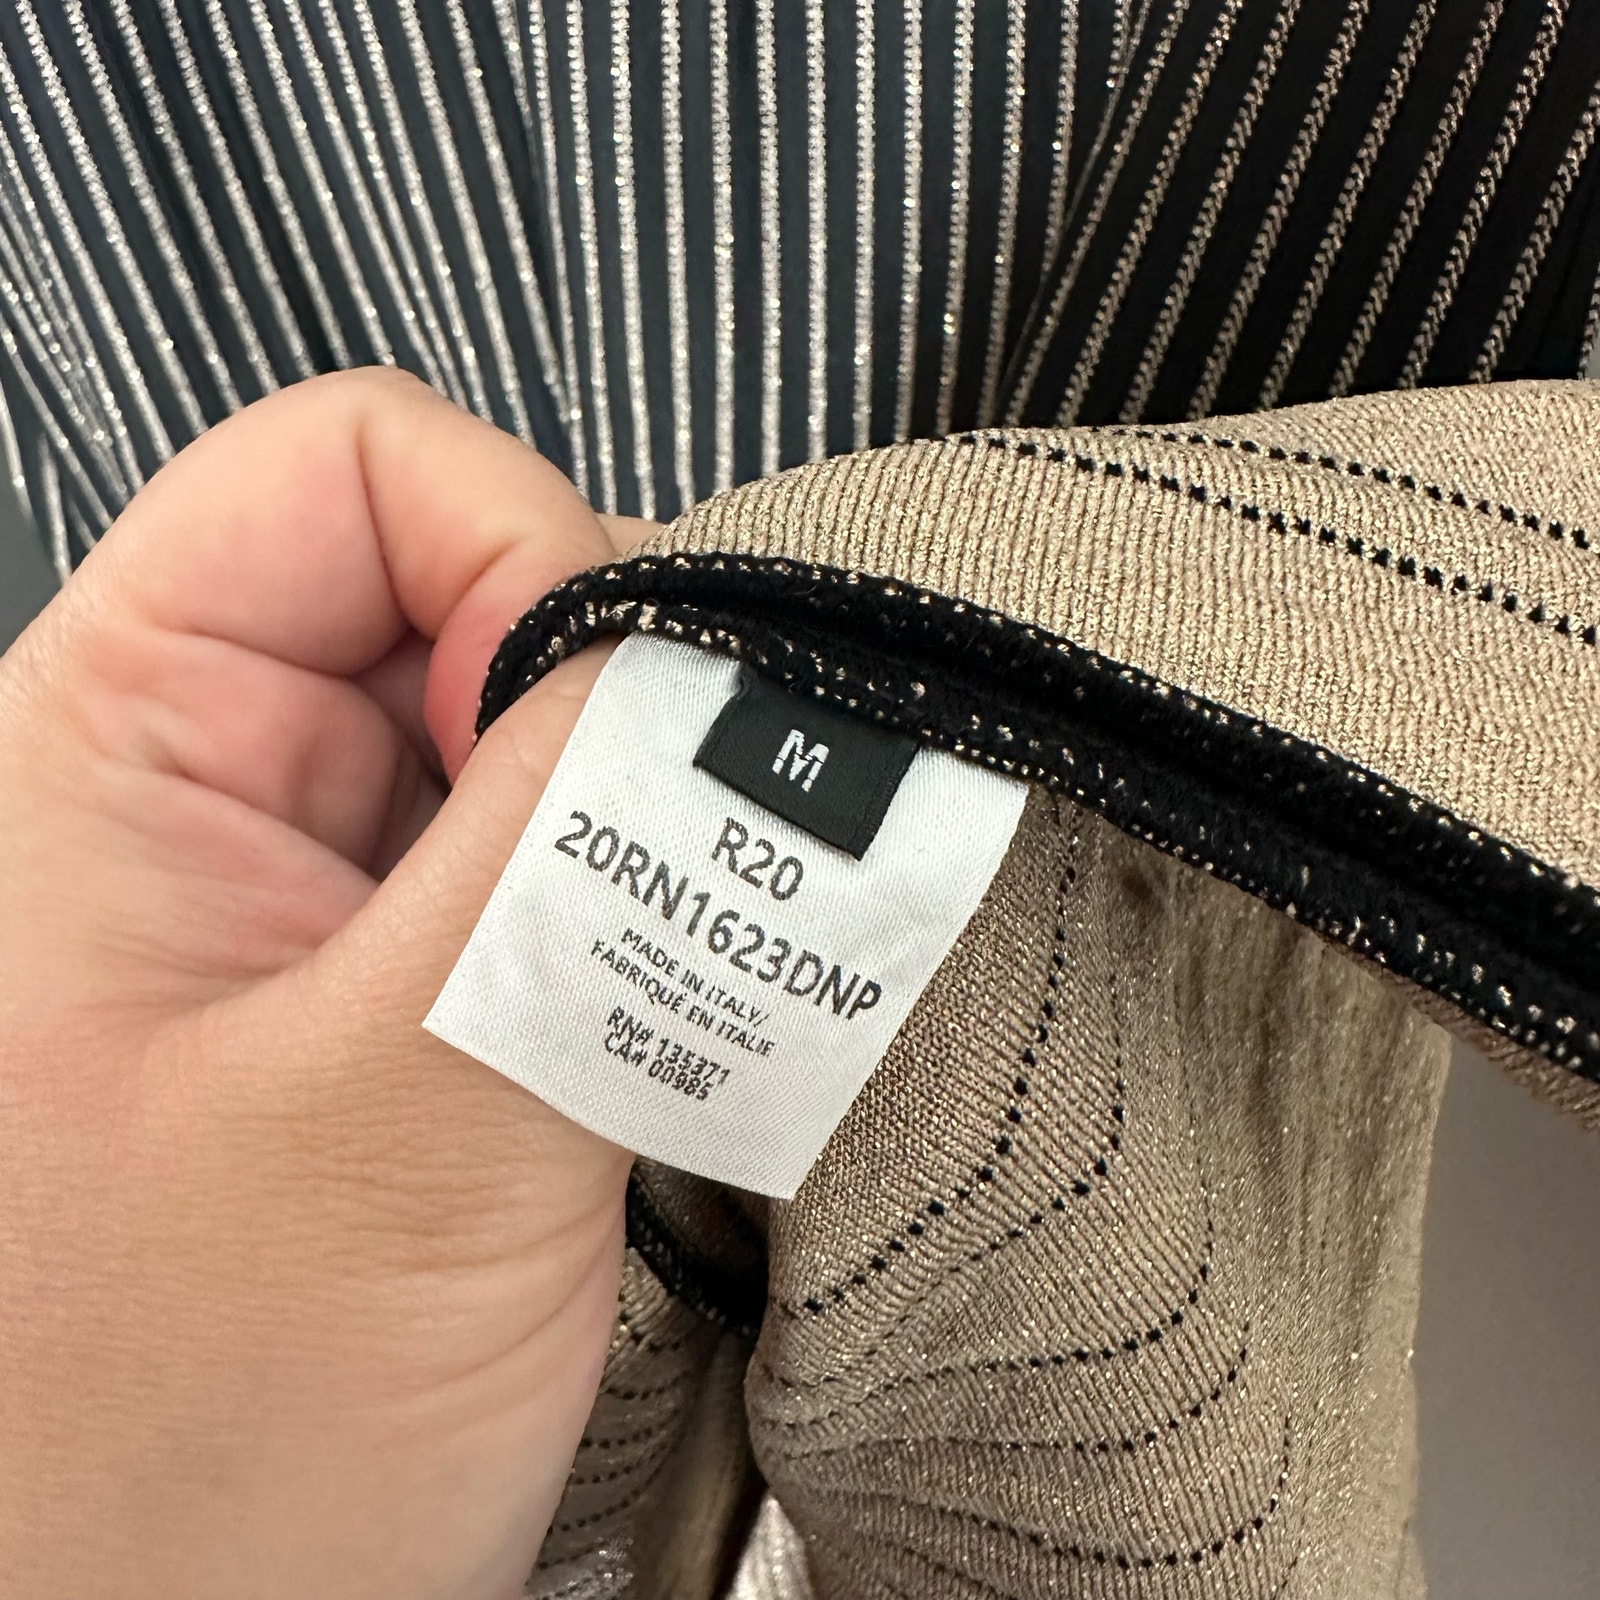 M
R20
20RN1623DNP
MADE IN ITALY/
FABRIQUÉ EN ITALIE
RN# 135371
CA# 00985